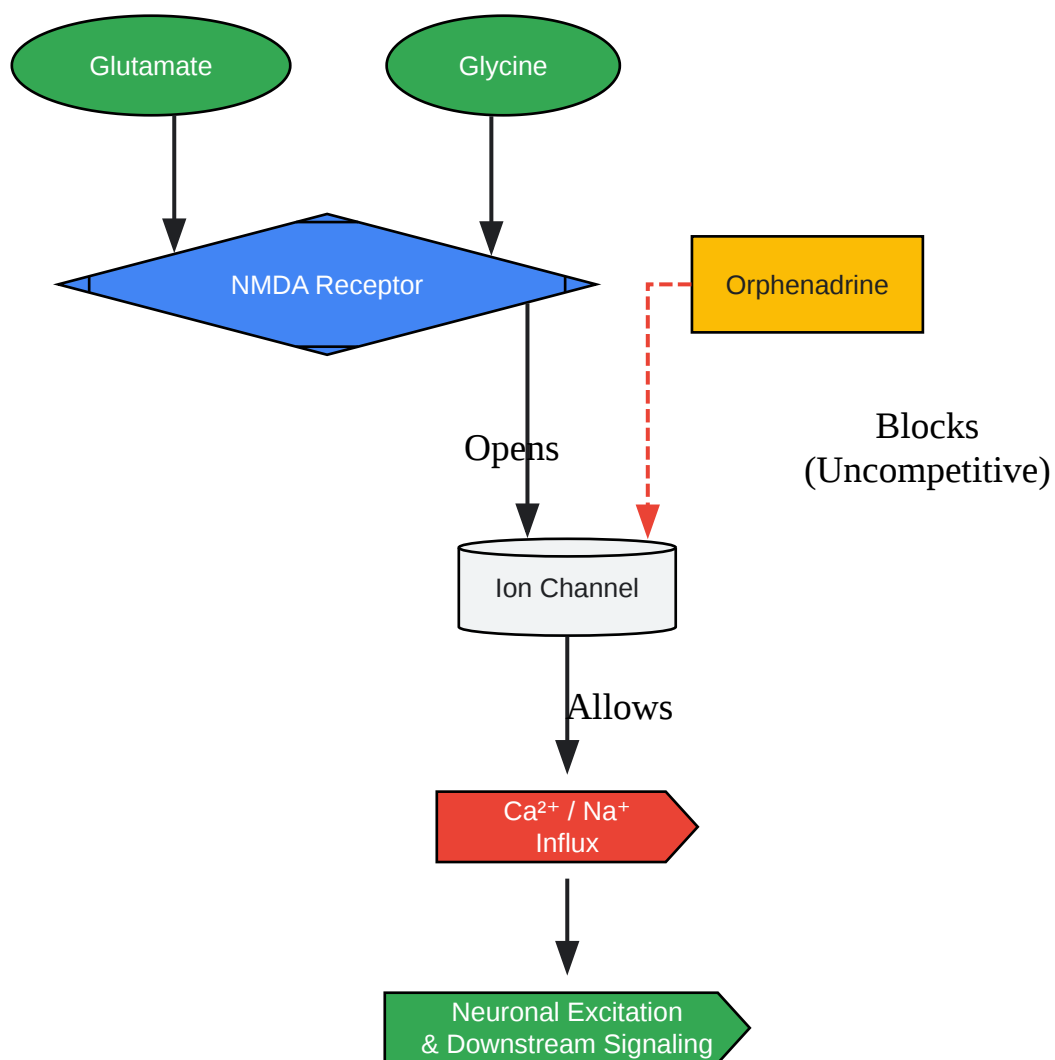 Glutamate
Glycine
NMDA Receptor
Orphenadrine
Opens
Blocks
(Uncompetitive)
Ion Channel
Allows
Ca²⁺ / Na⁺
Influx
Neuronal Excitation
& Downstream Signaling